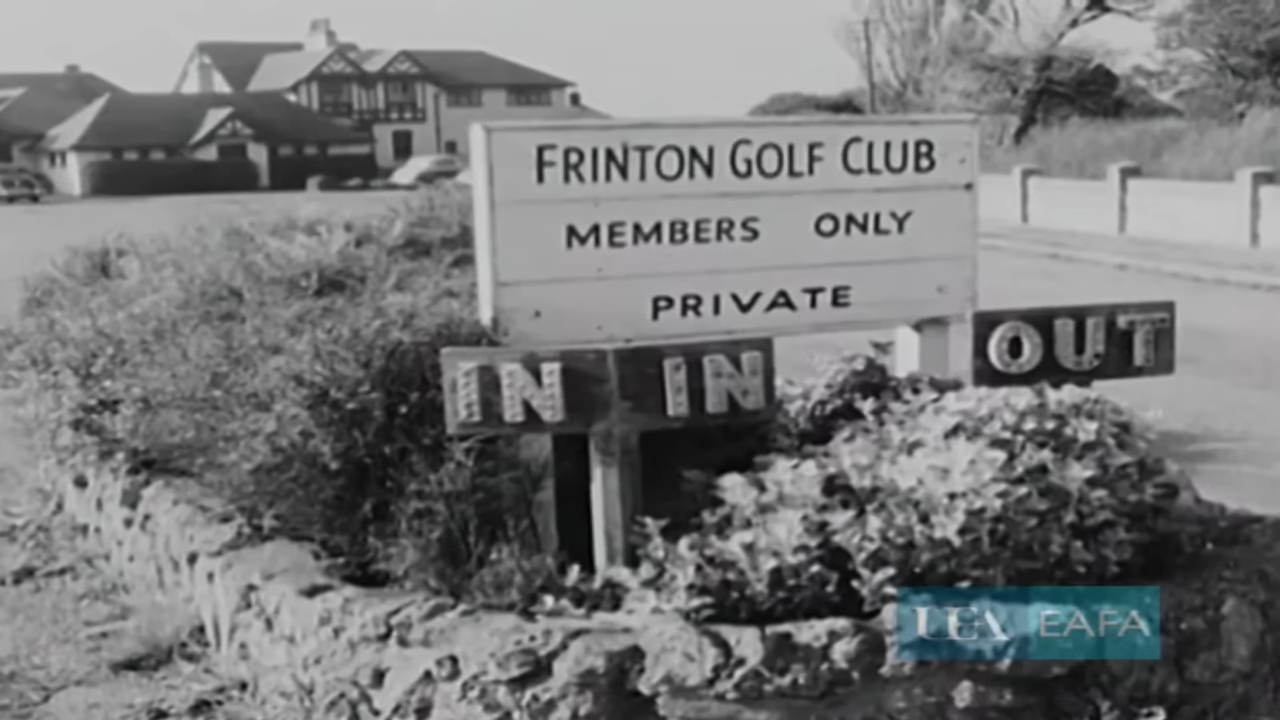 FRINTON GOLF CLUB
MEMBERS ONLY
PRIVATE
IN IN
OUT
UEA EAFA